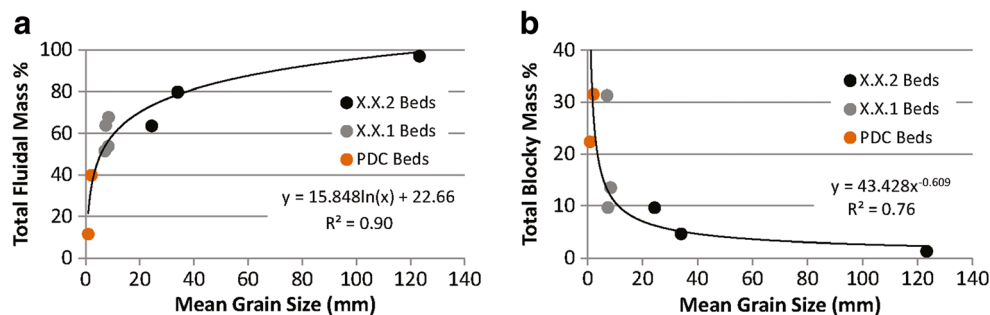 a
Total Fluidal Mass %
100
80
60
40
20
0
X.X.2 Beds
X.X.1 Beds
PDC Beds
y = 15.848ln(x) + 22.66
R² = 0.90
0 20 40 60 80 100 120 140
Mean Grain Size (mm)
b
Total Blocky Mass %
40
30
20
10
0
X.X.2 Beds
X.X.1 Beds
PDC Beds
y = 43.428x^-0.609
R² = 0.76
0 20 40 60 80 100 120 140
Mean Grain Size (mm)